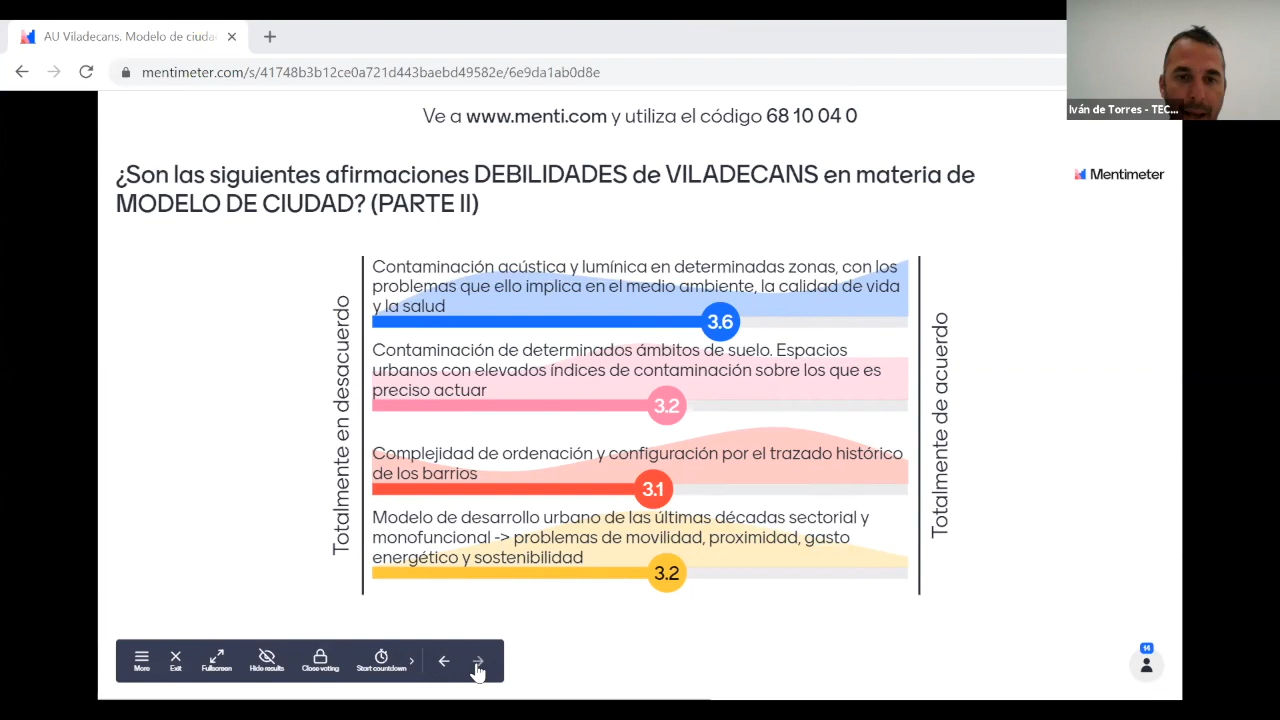 AU Viladecans. Modelo de ciuda
mentimeter.com/s/41748b3b12ce0a721d443baebd49582e/6e9da1ab0d8e
Iván de Torres - TEC...
Ve a www.menti.com y utiliza el código 68 10 04 0
¿Son las siguientes afirmaciones DEBILIDADES de VILADECANS en materia de
MODELO DE CIUDAD? (PARTE II)
Mentimeter
Totalmente en desacuerdo
Contaminación acústica y lumínica en determinadas zonas, con los
problemas que ello implica en el medio ambiente, la calidad de vida
y la salud
3.6
Contaminación de determinados ámbitos de suelo. Espacios
urbanos con elevados índices de contaminación sobre los que es
preciso actuar
3.2
Complejidad de ordenación y configuración por el trazado histórico
de los barrios
3.1
Modelo de desarrollo urbano de las últimas décadas sectorial y
monofuncional -> problemas de movilidad, proximidad, gasto
energético y sostenibilidad
3.2
Totalmente de acuerdo
More
Exit
Fullscreen
Hide results
Close voting
Start countdown
14